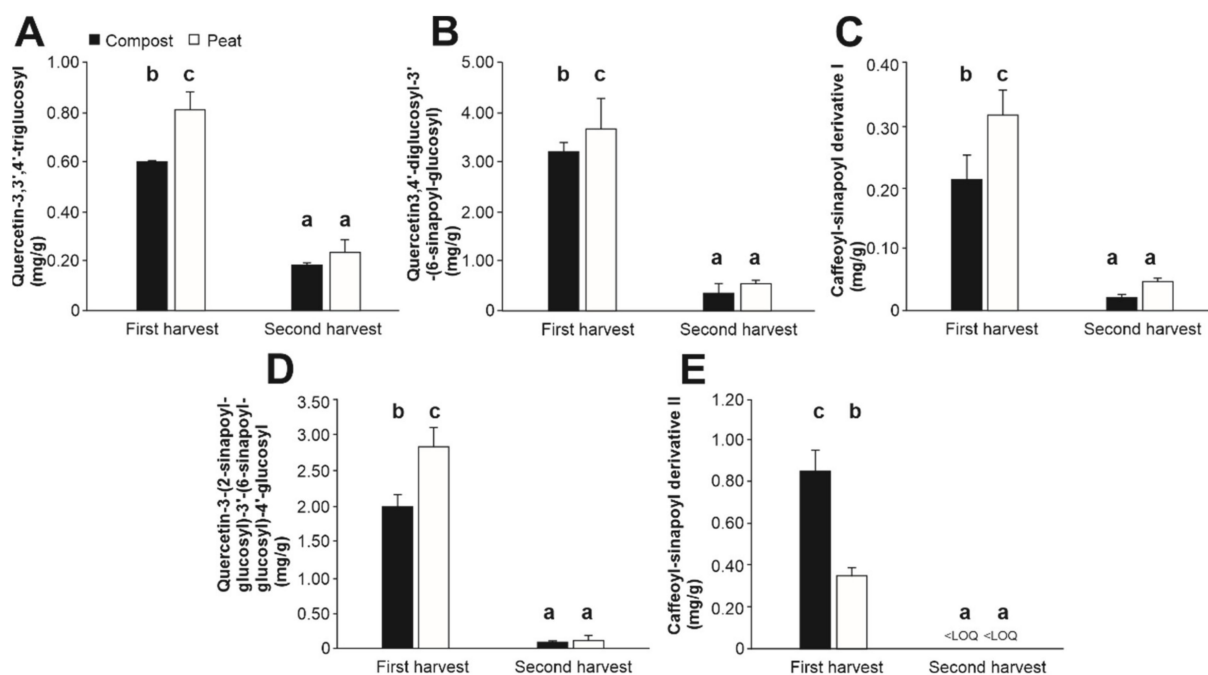 A
Compost Peat
Quercetin-3,3',4'-triglucosyl
(mg/g)
1.00
0.80
0.60
0.40
0.20
0
b c
a a
First harvest Second harvest
B
Quercetin3,4'-diglucosyl-3'
-(6-sinapoyl-glucosyl)
(mg/g)
5.00
4.00
3.00
2.00
1.00
0
b c
a a
First harvest Second harvest
C
Caffeoyl-sinapoyl derivative I
(mg/g)
0.40
0.30
0.20
0.10
0
b c
a a
First harvest Second harvest
D
Quercetin-3-(2-sinapoyl-
glucosyl)-3'-(6-sinapoyl-
glucosyl)-4'-glucosyl
(mg/g)
3.50
3.00
2.50
2.00
1.00
0.50
0
b c
a a
First harvest Second harvest
E
Caffeoyl-sinapoyl derivative II
(mg/g)
1.20
1.00
0.80
0.40
0.20
0
c b
a a
<LOQ <LOQ
First harvest Second harvest